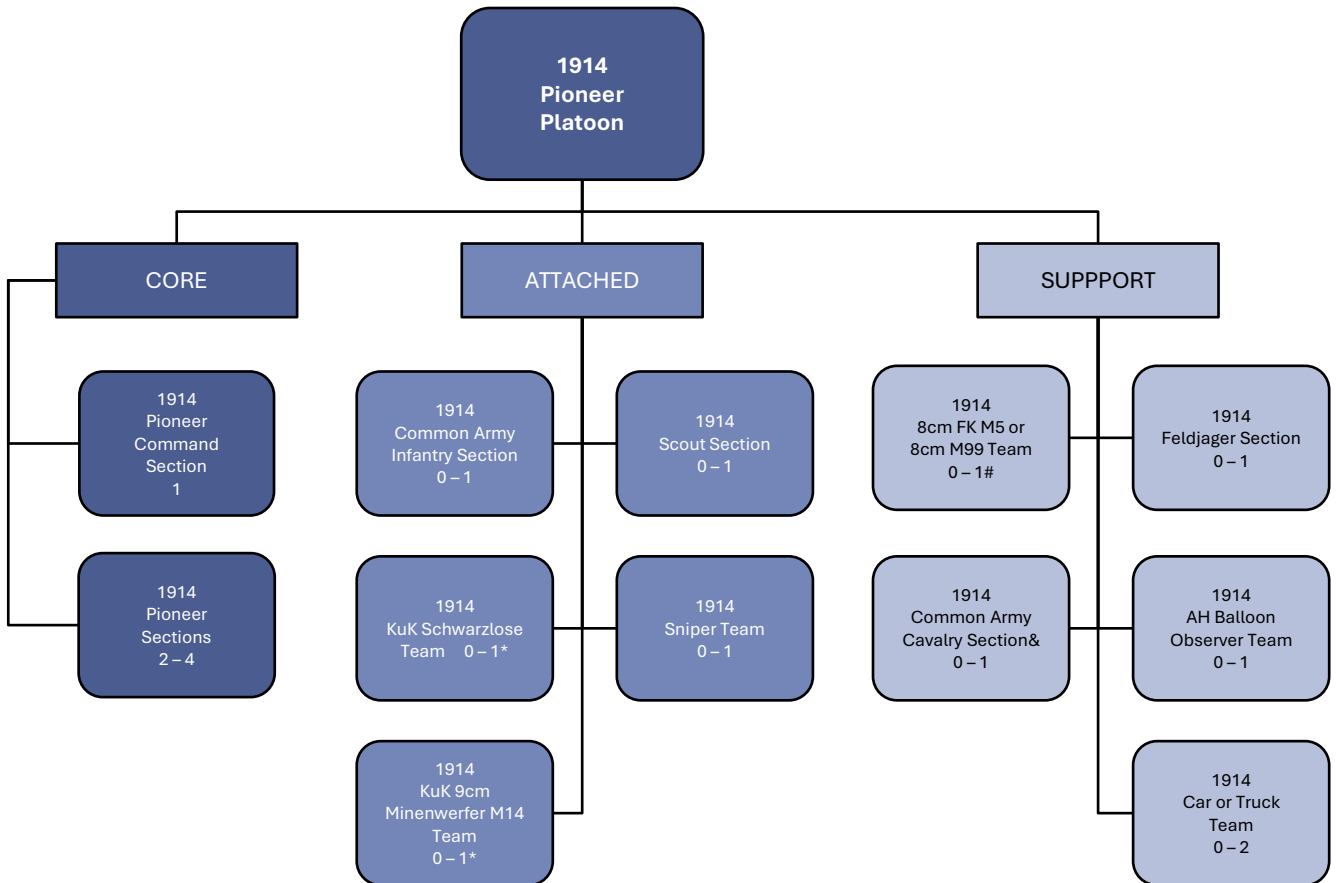 1914
Pioneer
Platoon
CORE
ATTACHED
SUPPPORT
1914
Pioneer
Command
Section
1
1914
Common Army
Infantry Section
0 – 1
1914
Scout Section
0 – 1
1914
8cm FK M5 or
8cm M99 Team
0 – 1#
1914
Feldjager Section
0 – 1
1914
Pioneer
Sections
2 – 4
1914
KuK Schwarzlose
Team 0 – 1*
1914
Sniper Team
0 – 1
1914
Common Army
Cavalry Section&
0 – 1
1914
AH Balloon
Observer Team
0 – 1
1914
KuK 9cm
Minenwerfer M14
Team
0 – 1*
1914
Car or Truck
Team
0 – 2